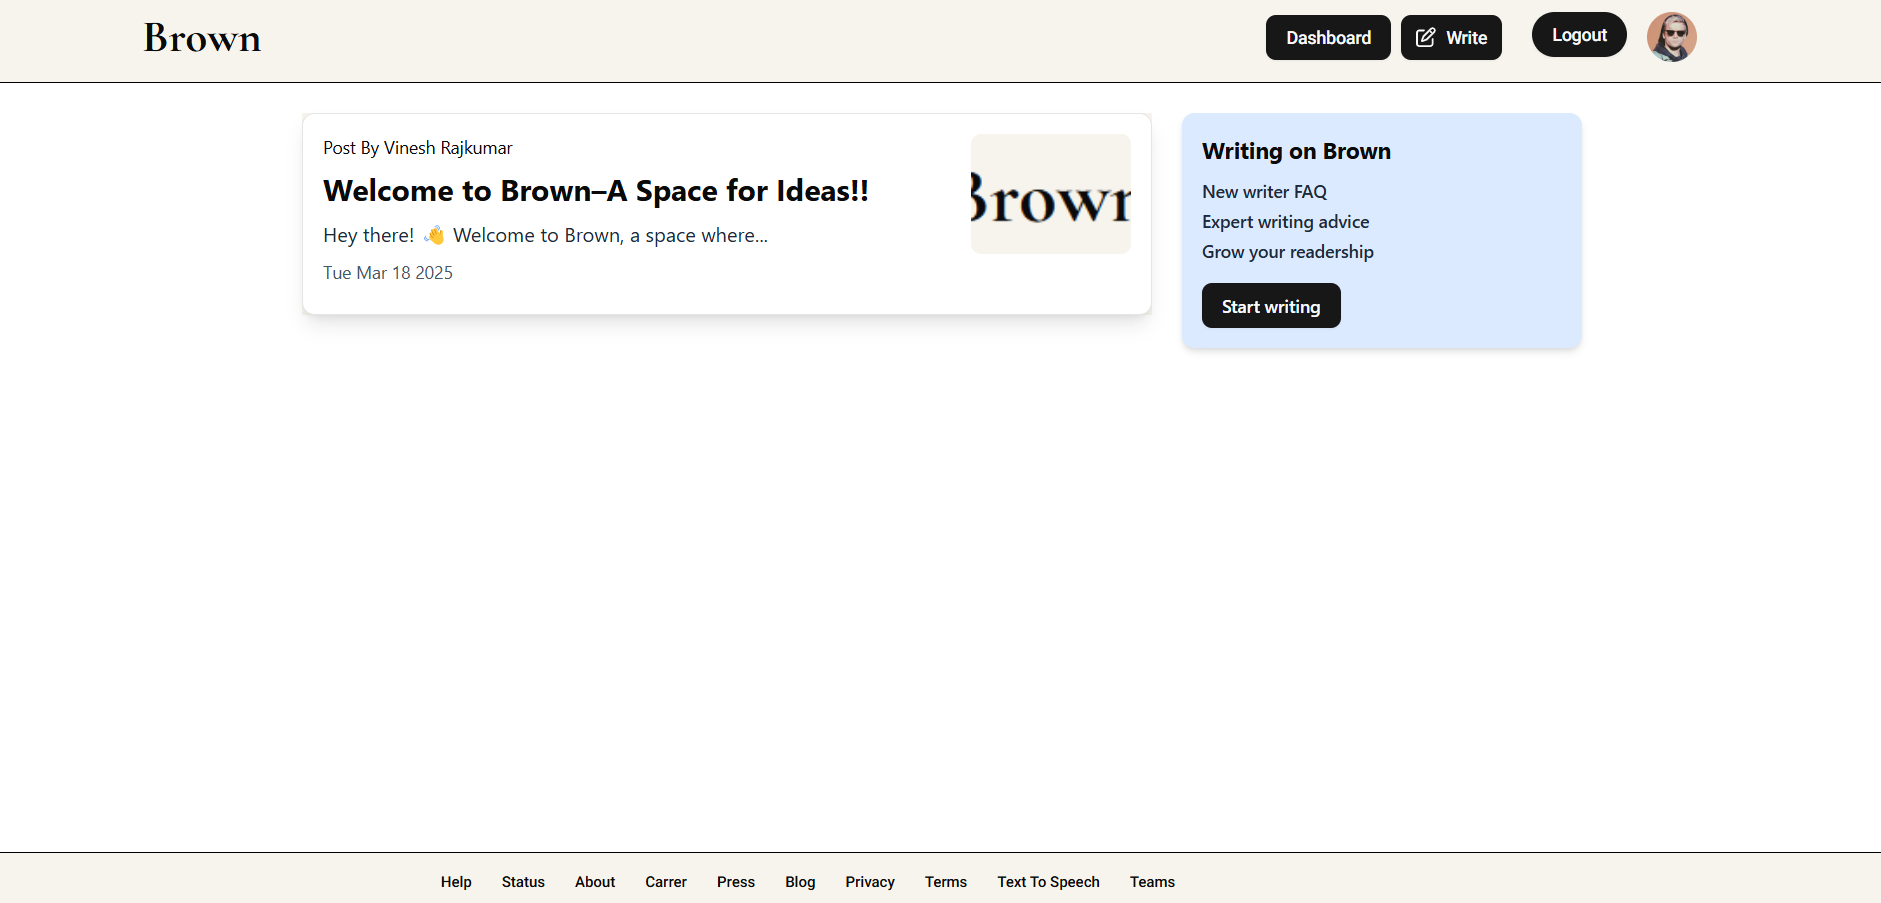 Brown
Dashboard Write Logout
Post By Vinesh Rajkumar
Welcome to Brown–A Space for Ideas!!
Hey there! 👋 Welcome to Brown, a space where...
Tue Mar 18 2025
Brown
Writing on Brown
New writer FAQ
Expert writing advice
Grow your readership
Start writing
Help Status About Carrer Press Blog Privacy Terms Text To Speech Teams